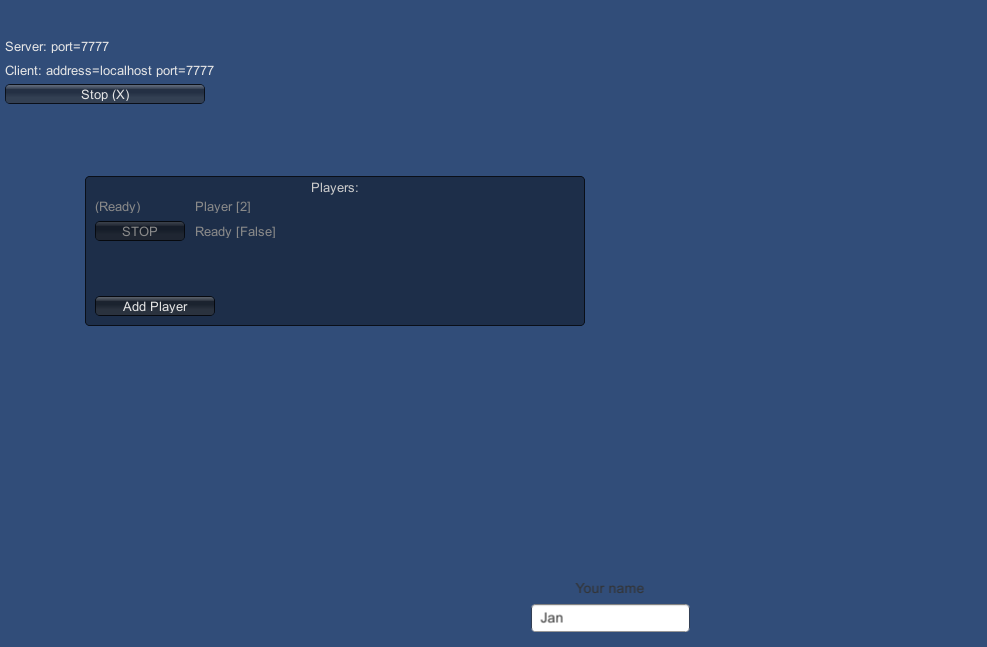 Server: port=7777
Client: address=localhost port=7777
Stop (X)
Players:
(Ready) Player [2]
STOP Ready [False]
Add Player
Your name
Jan